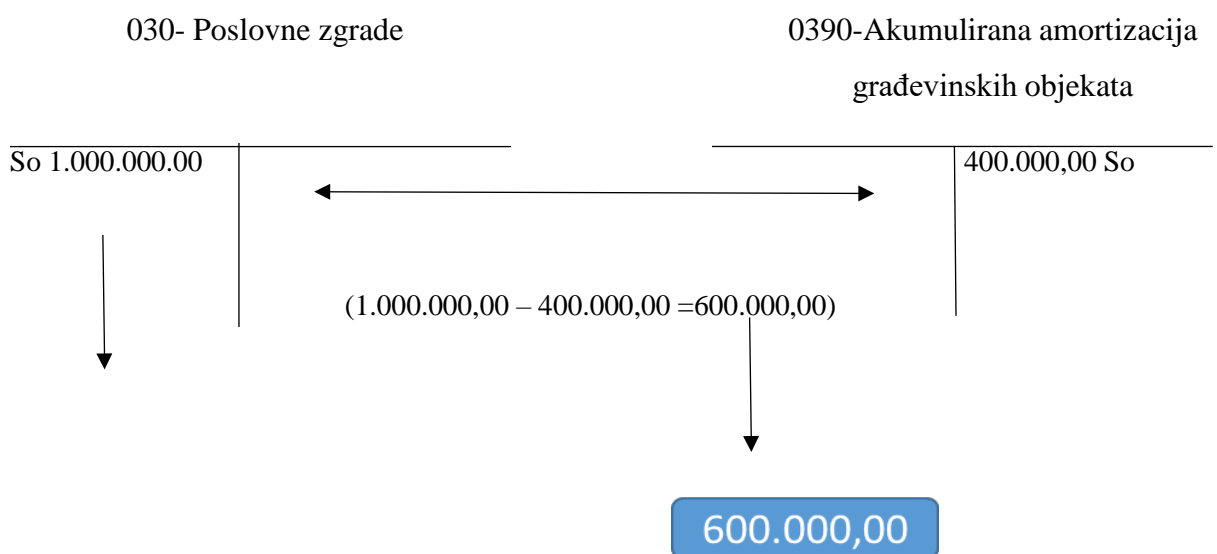 030- Poslovne zgrade
0390-Akumulirana amortizacija
građevinskih objekata
So 1.000.000.00
400.000,00 So
(1.000.000,00 – 400.000,00 =600.000,00)
600.000,00